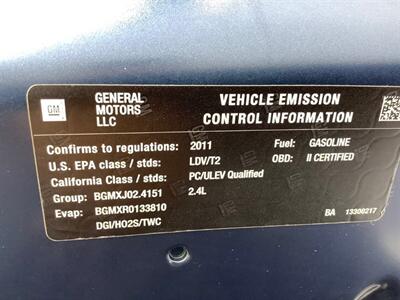 GM
GENERAL MOTORS LLC
VEHICLE EMISSION CONTROL INFORMATION
Conforms to regulations: 2011 Fuel: GASOLINE
U.S. EPA class / stds: LDV/T2 OBD: II CERTIFIED
California Class / stds: PC/ULEV Qualified
Group: BGMXJ02.4151 2.4L
Evap: BGMXR0133810
DGI/HO2S/TWC BA 13300217